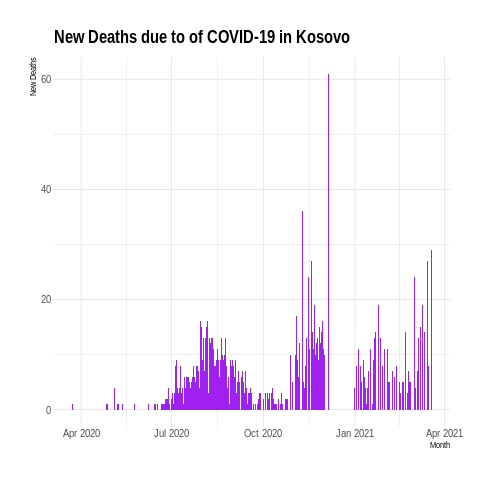 New Deaths due to of COVID-19 in Kosovo
New Deaths
60
40
20
0
Apr 2020 Jul 2020 Oct 2020 Jan 2021 Apr 2021
Month